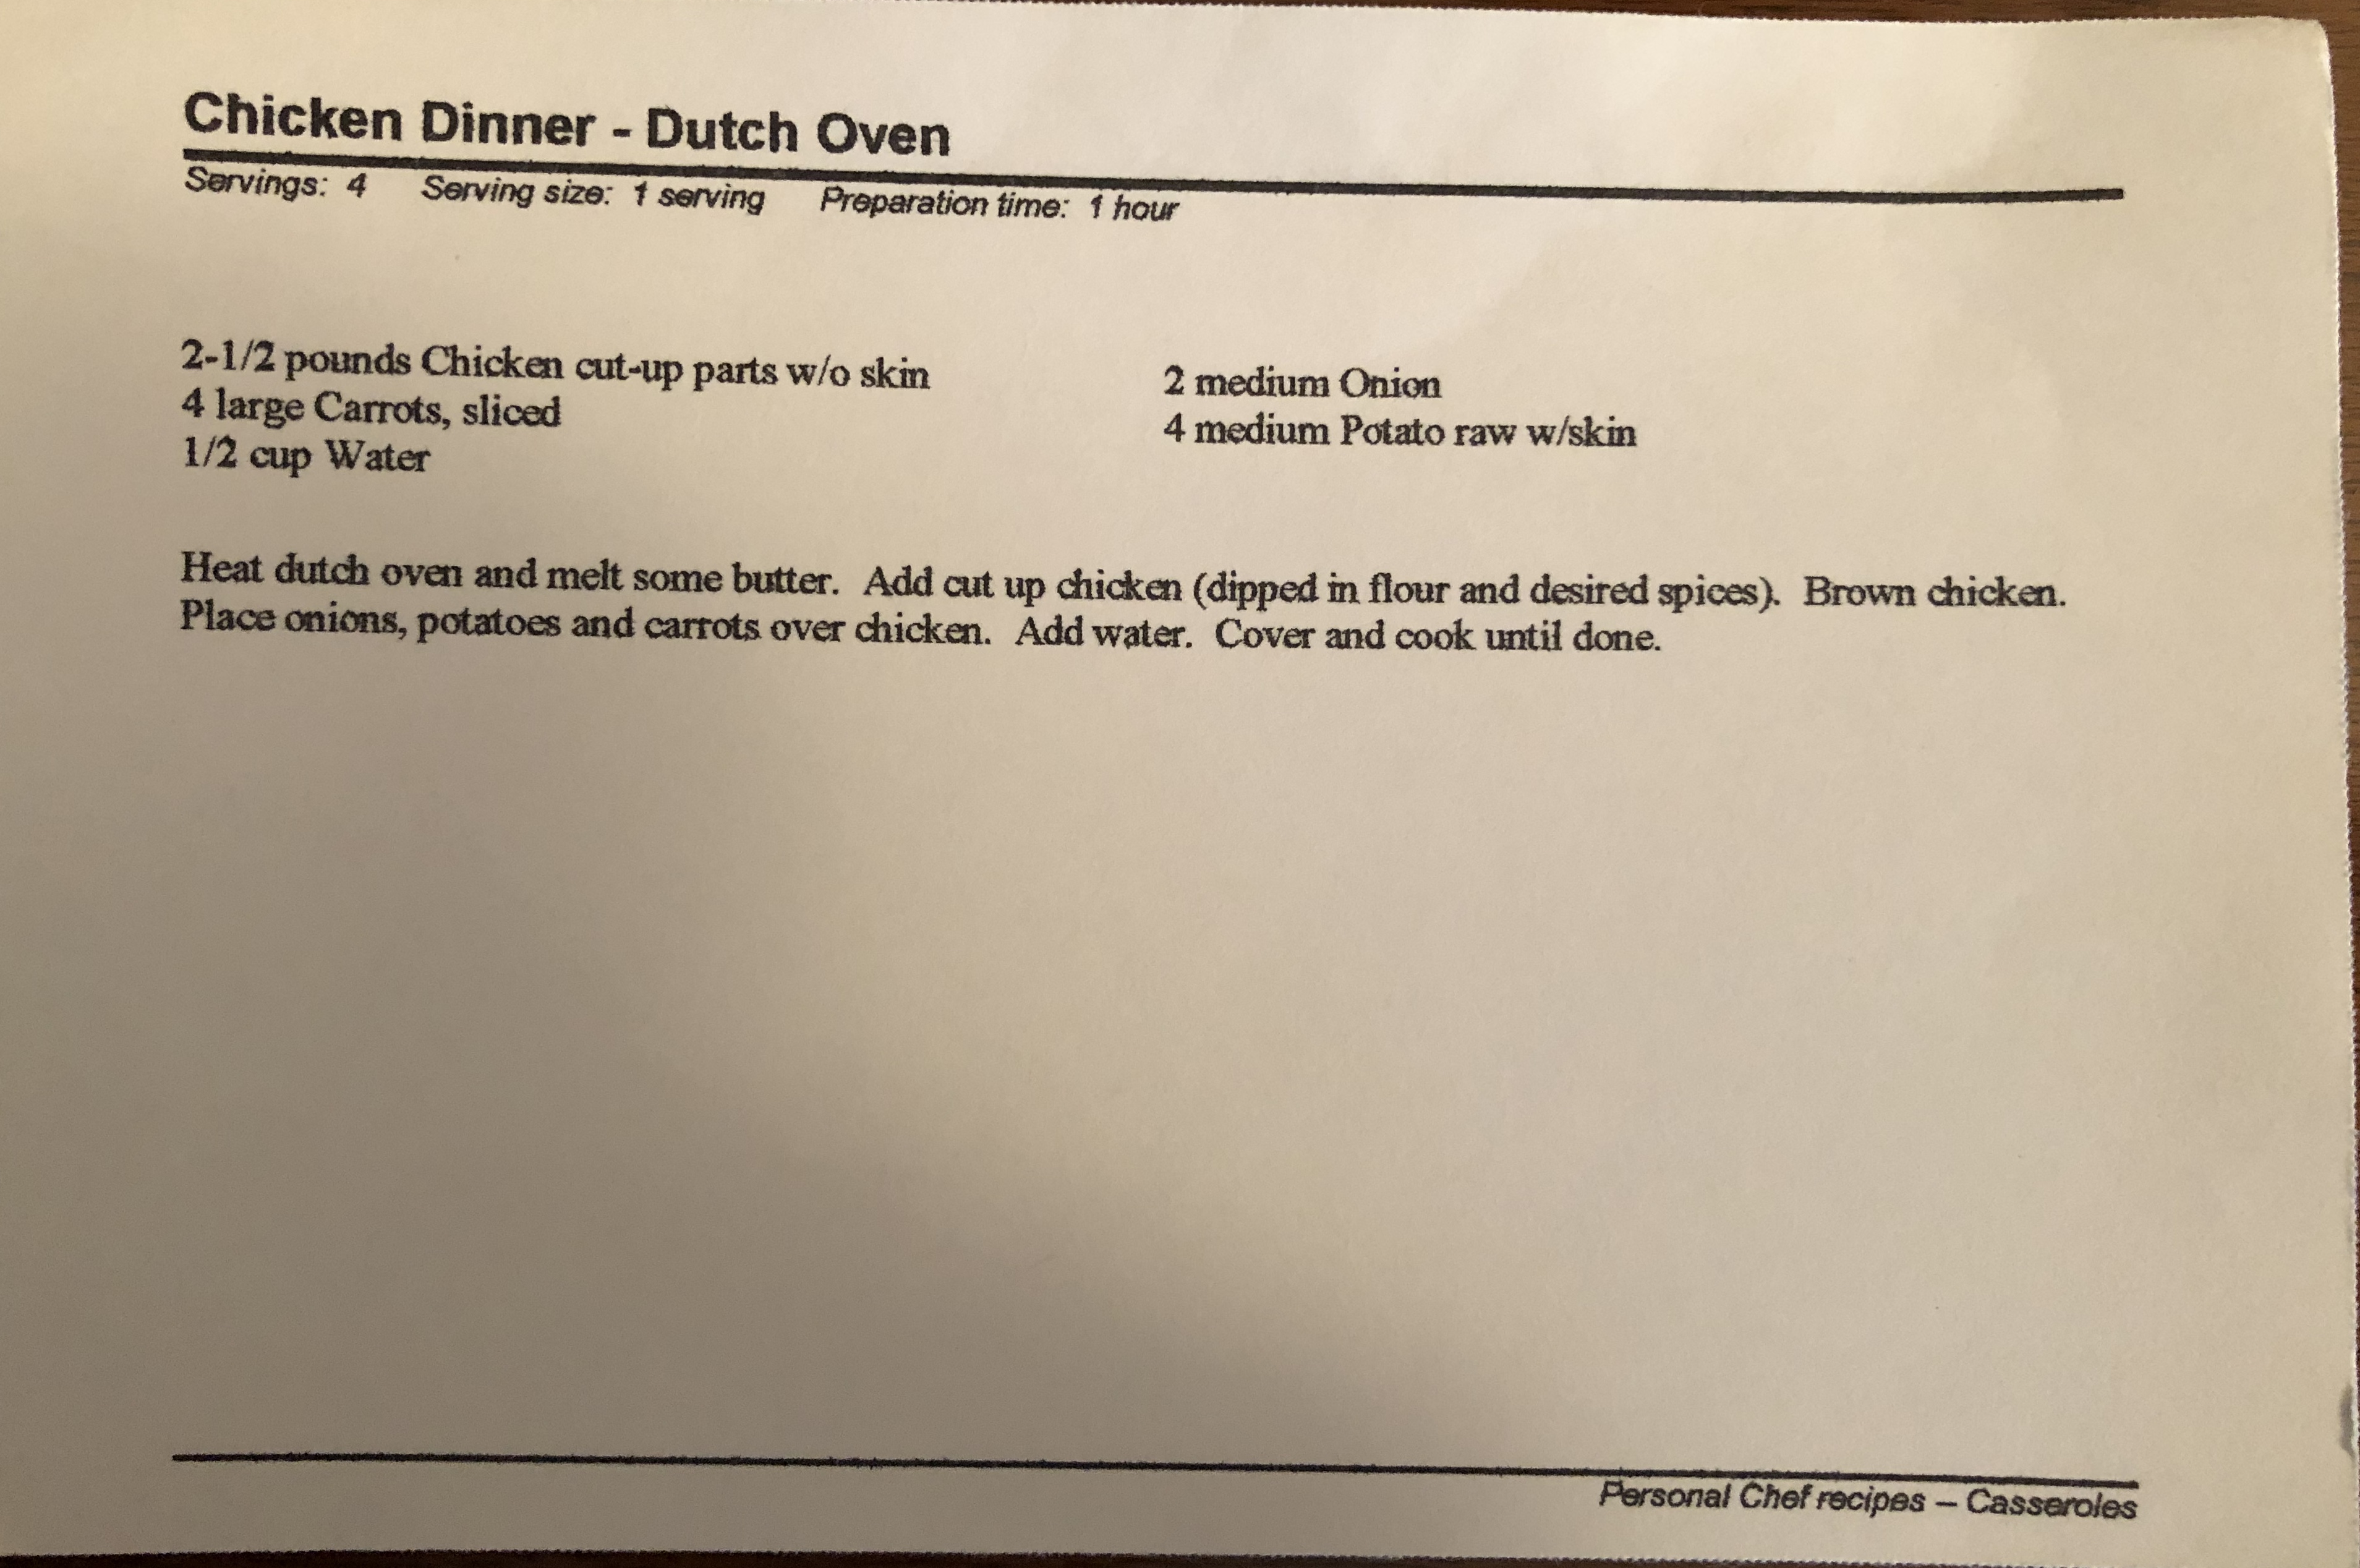 Chicken Dinner - Dutch Oven
Servings: 4 Serving size: 1 serving Preparation time: 1 hour
2-1/2 pounds Chicken cut-up parts w/o skin
4 large Carrots, sliced
1/2 cup Water
2 medium Onion
4 medium Potato raw w/skin
Heat dutch oven and melt some butter. Add cut up chicken (dipped in flour and desired spices). Brown chicken.
Place onions, potatoes and carrots over chicken. Add water. Cover and cook until done.
Personal Chef recipes – Casseroles